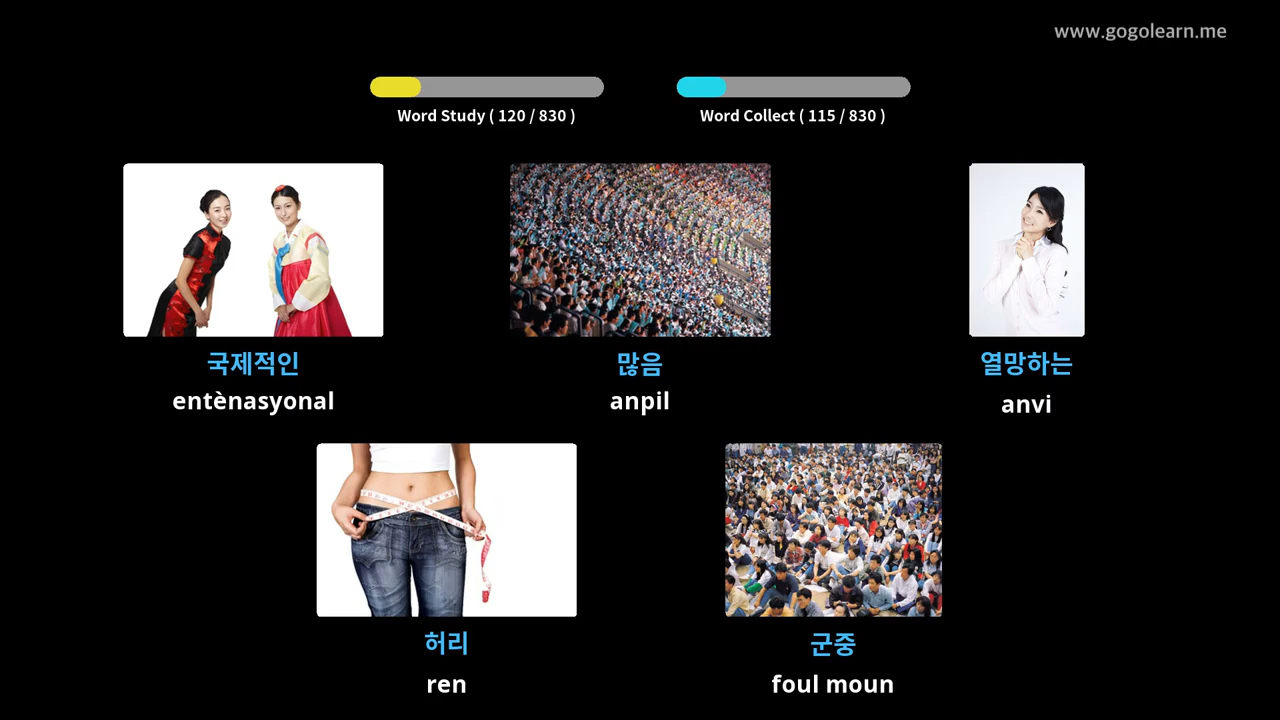 www.gogolearn.me
Word Study ( 120 / 830 )
Word Collect ( 115 / 830 )
국제적인
entènasyonal
많음
anpil
열망하는
anvi
허리
ren
군중
foul moun